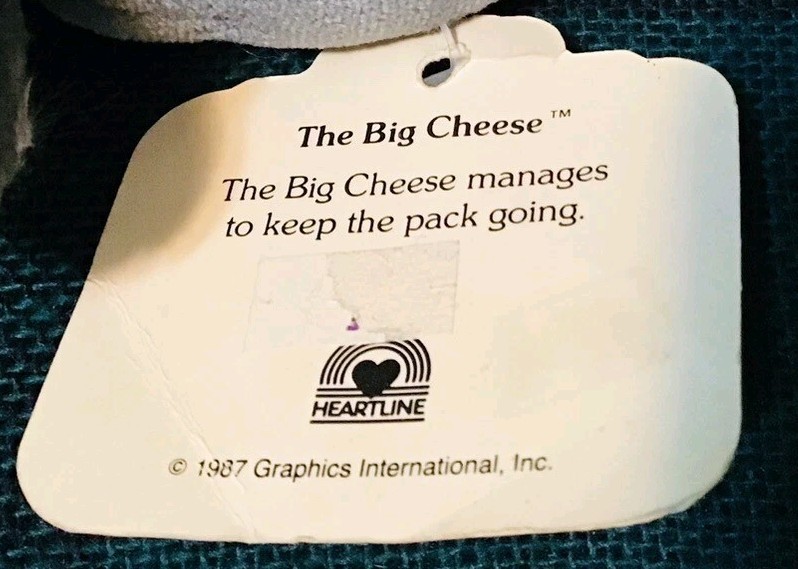 The Big Cheese™
The Big Cheese manages
to keep the pack going.
HEARTLINE
© 1987 Graphics International, Inc.